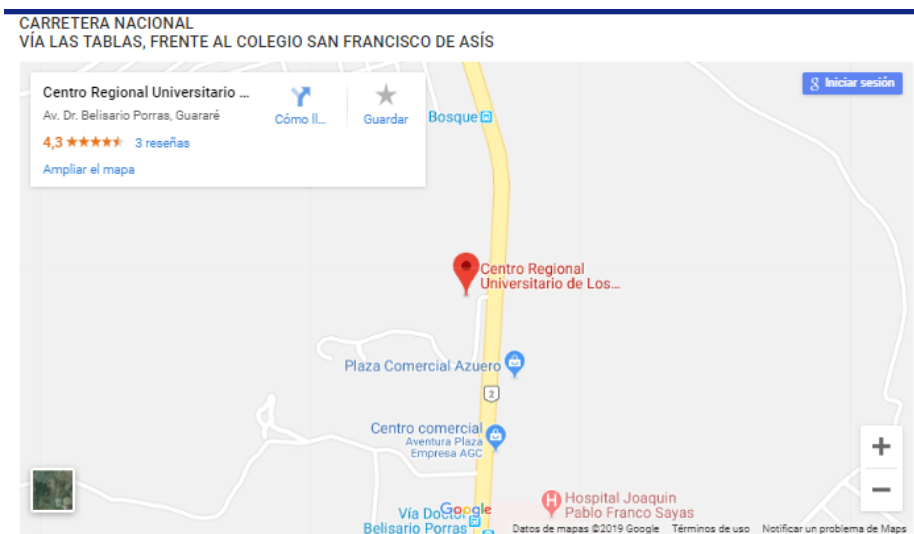 CARRETERA NACIONAL
VÍA LAS TABLAS, FRENTE AL COLEGIO SAN FRANCISCO DE ASÍS
Centro Regional Universitario ...
Av. Dr. Belisario Porras, Guararé
4,3
3 reseñas
Ampliar el mapa
Cómo ll...
Guardar
Iniciar sesión
Bosque
Centro Regional
Universitario de Los...
Plaza Comercial Azuero
2
Centro comercial
Aventura Plaza
Empresa AGC
Hospital Joaquin
Pablo Franco Sayas
Vía Doctor
Belisario Porras
Google
Datos de mapas ©2019 Google
Términos de uso
Notificar un problema de Maps